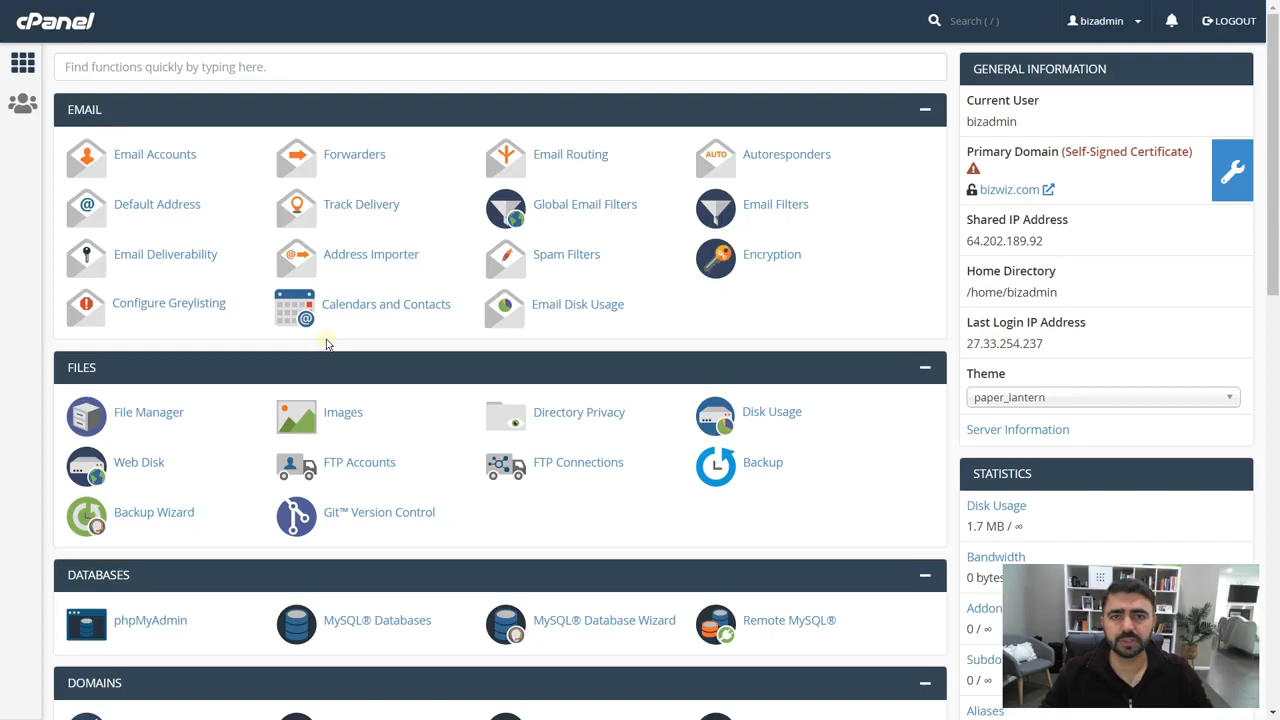 cPanel
Search ( / )
bizadmin
LOGOUT
Find functions quickly by typing here.
EMAIL
Email Accounts
Forwarders
Email Routing
AUTO
Autoresponders
Default Address
Track Delivery
Global Email Filters
Email Filters
Email Deliverability
Address Importer
Spam Filters
Encryption
Configure Greylisting
Calendars and Contacts
Email Disk Usage
FILES
File Manager
Images
Directory Privacy
Disk Usage
Web Disk
FTP Accounts
FTP Connections
Backup
Backup Wizard
Git™ Version Control
DATABASES
phpMyAdmin
MySQL® Databases
MySQL® Database Wizard
Remote MySQL®
DOMAINS
GENERAL INFORMATION
Current User
bizadmin
Primary Domain (Self-Signed Certificate)
bizwiz.com
Shared IP Address
64.202.189.92
Home Directory
/home/bizadmin
Last Login IP Address
27.33.254.237
Theme
paper_lantern
Server Information
STATISTICS
Disk Usage
1.7 MB / ∞
Bandwidth
0 bytes
Addon
0 / ∞
Subdo
0 / ∞
Aliases